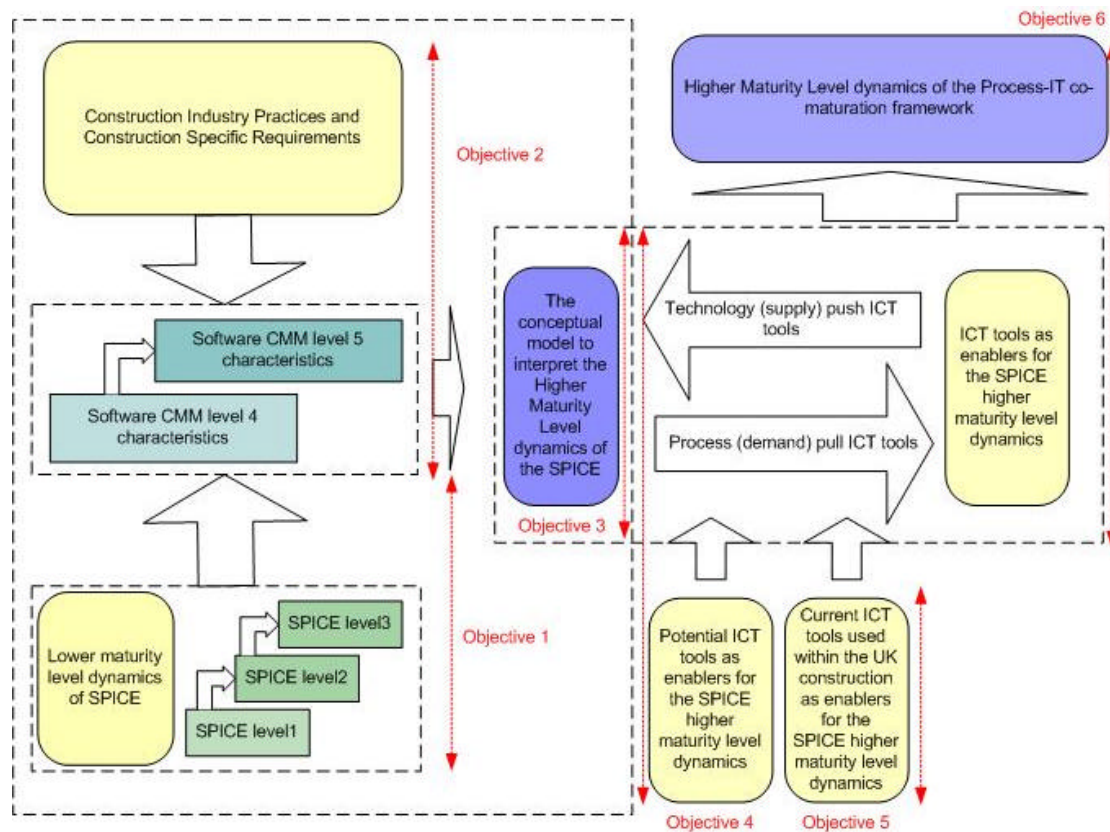 Construction Industry Practices and
Construction Specific Requirements
Objective 2
Software CMM level 5
characteristics
Software CMM level 4
characteristics
Lower maturity
level dynamics
of SPICE
SPICE level3
SPICE level2
SPICE level1
Objective 1
Objective 6
Higher Maturity Level dynamics of the Process-IT co-
maturation framework
The
conceptual
model to
interpret the
Higher
Maturity
Level
dynamics of
the SPICE
Objective 3
Technology (supply) push ICT
tools
Process (demand) pull ICT tools
ICT tools as
enablers for
the SPICE
higher
maturity level
dynamics
Potential ICT
tools as
enablers for
the SPICE
higher
maturity level
dynamics
Objective 4
Current ICT
tools used
within the UK
construction
as enablers
for the
SPICE higher
maturity level
dynamics
Objective 5